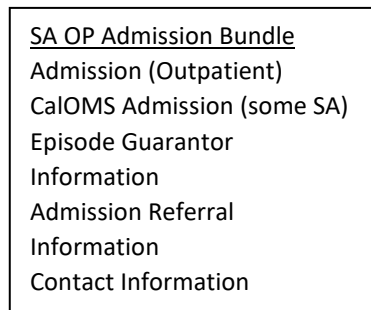 SA OP Admission Bundle
Admission (Outpatient)
CalOMS Admission (some SA)
Episode Guarantor
Information
Admission Referral
Information
Contact Information